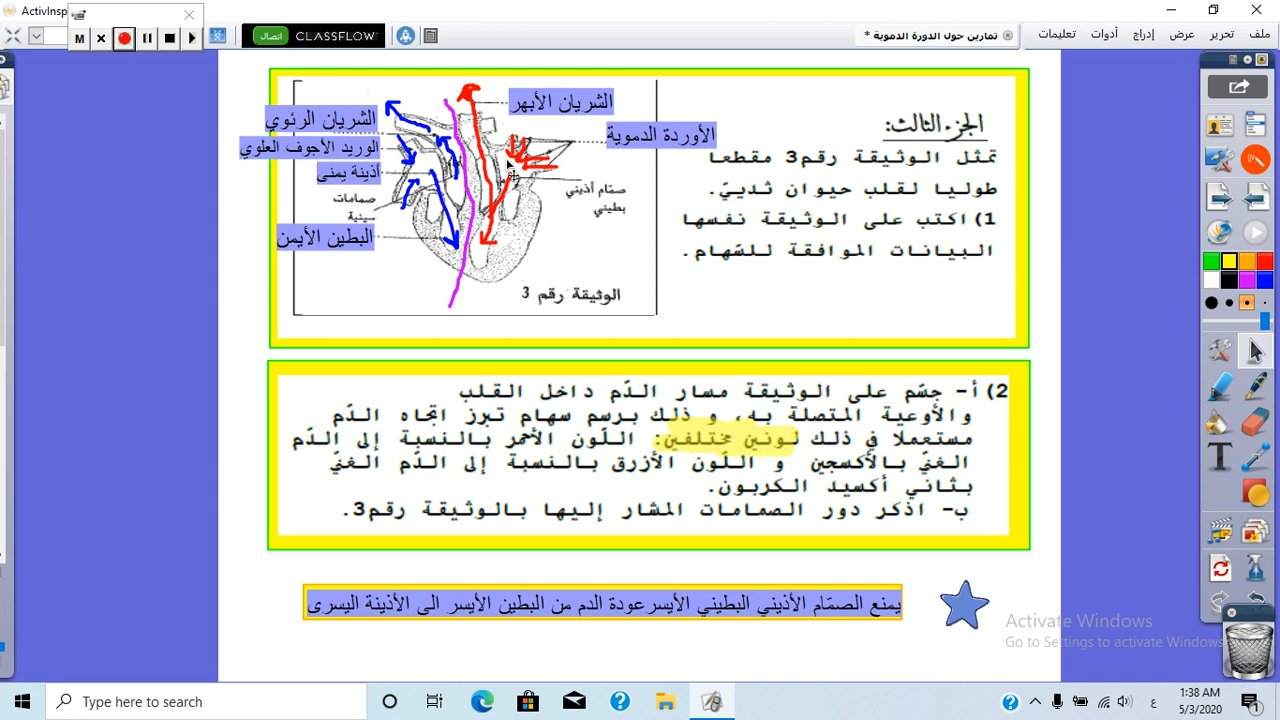 ActivInsp
M
اتصال
CLASSFLOW
تمارين حول الدورة الدموية *
ملف تحرير عرض إدراج أدوات تعليمات
الجزء الثالث:
تمثل الوثيقة رقم3 مقطعا
طوليا لقلب حيوان ثدييّ.
1) اكتب على الوثيقة نفسها
البيانات الموافقة للسّهام.
الشريان الأبهر
الأوردة الدموية
صمّام أذيني
بطيني
الشريان الرئوي
الوريد الأجوف العلوي
أذينة يمنى
صمامات
سينية
البطين الأيمن
الوثيقة رقم 3
2) أ- جسّم على الوثيقة مسار الدّم داخل القلب
والأوعية المتصلة به، و ذلك برسم سهام تبرز اتجاه الدّم
مستعملا في ذلك لونين مختلفين: اللّون الأحمر بالنسبة إلى الدّم
الغنيّ بالأكسجين و اللّون الأزرق بالنسبة إلى الدّم الغنيّ
بثاني أكسيد الكربون.
ب- اذكر دور الصمامات المشار إليها بالوثيقة رقم3.
يمنع الصمّام الأذيني البطيني الأيسرعودة الدم من البطين الأيسر الى الأذينة اليسرى
Activate Windows
Go to Settings to activate Windows.
Type here to search
ع
1:38 AM
5/3/2020